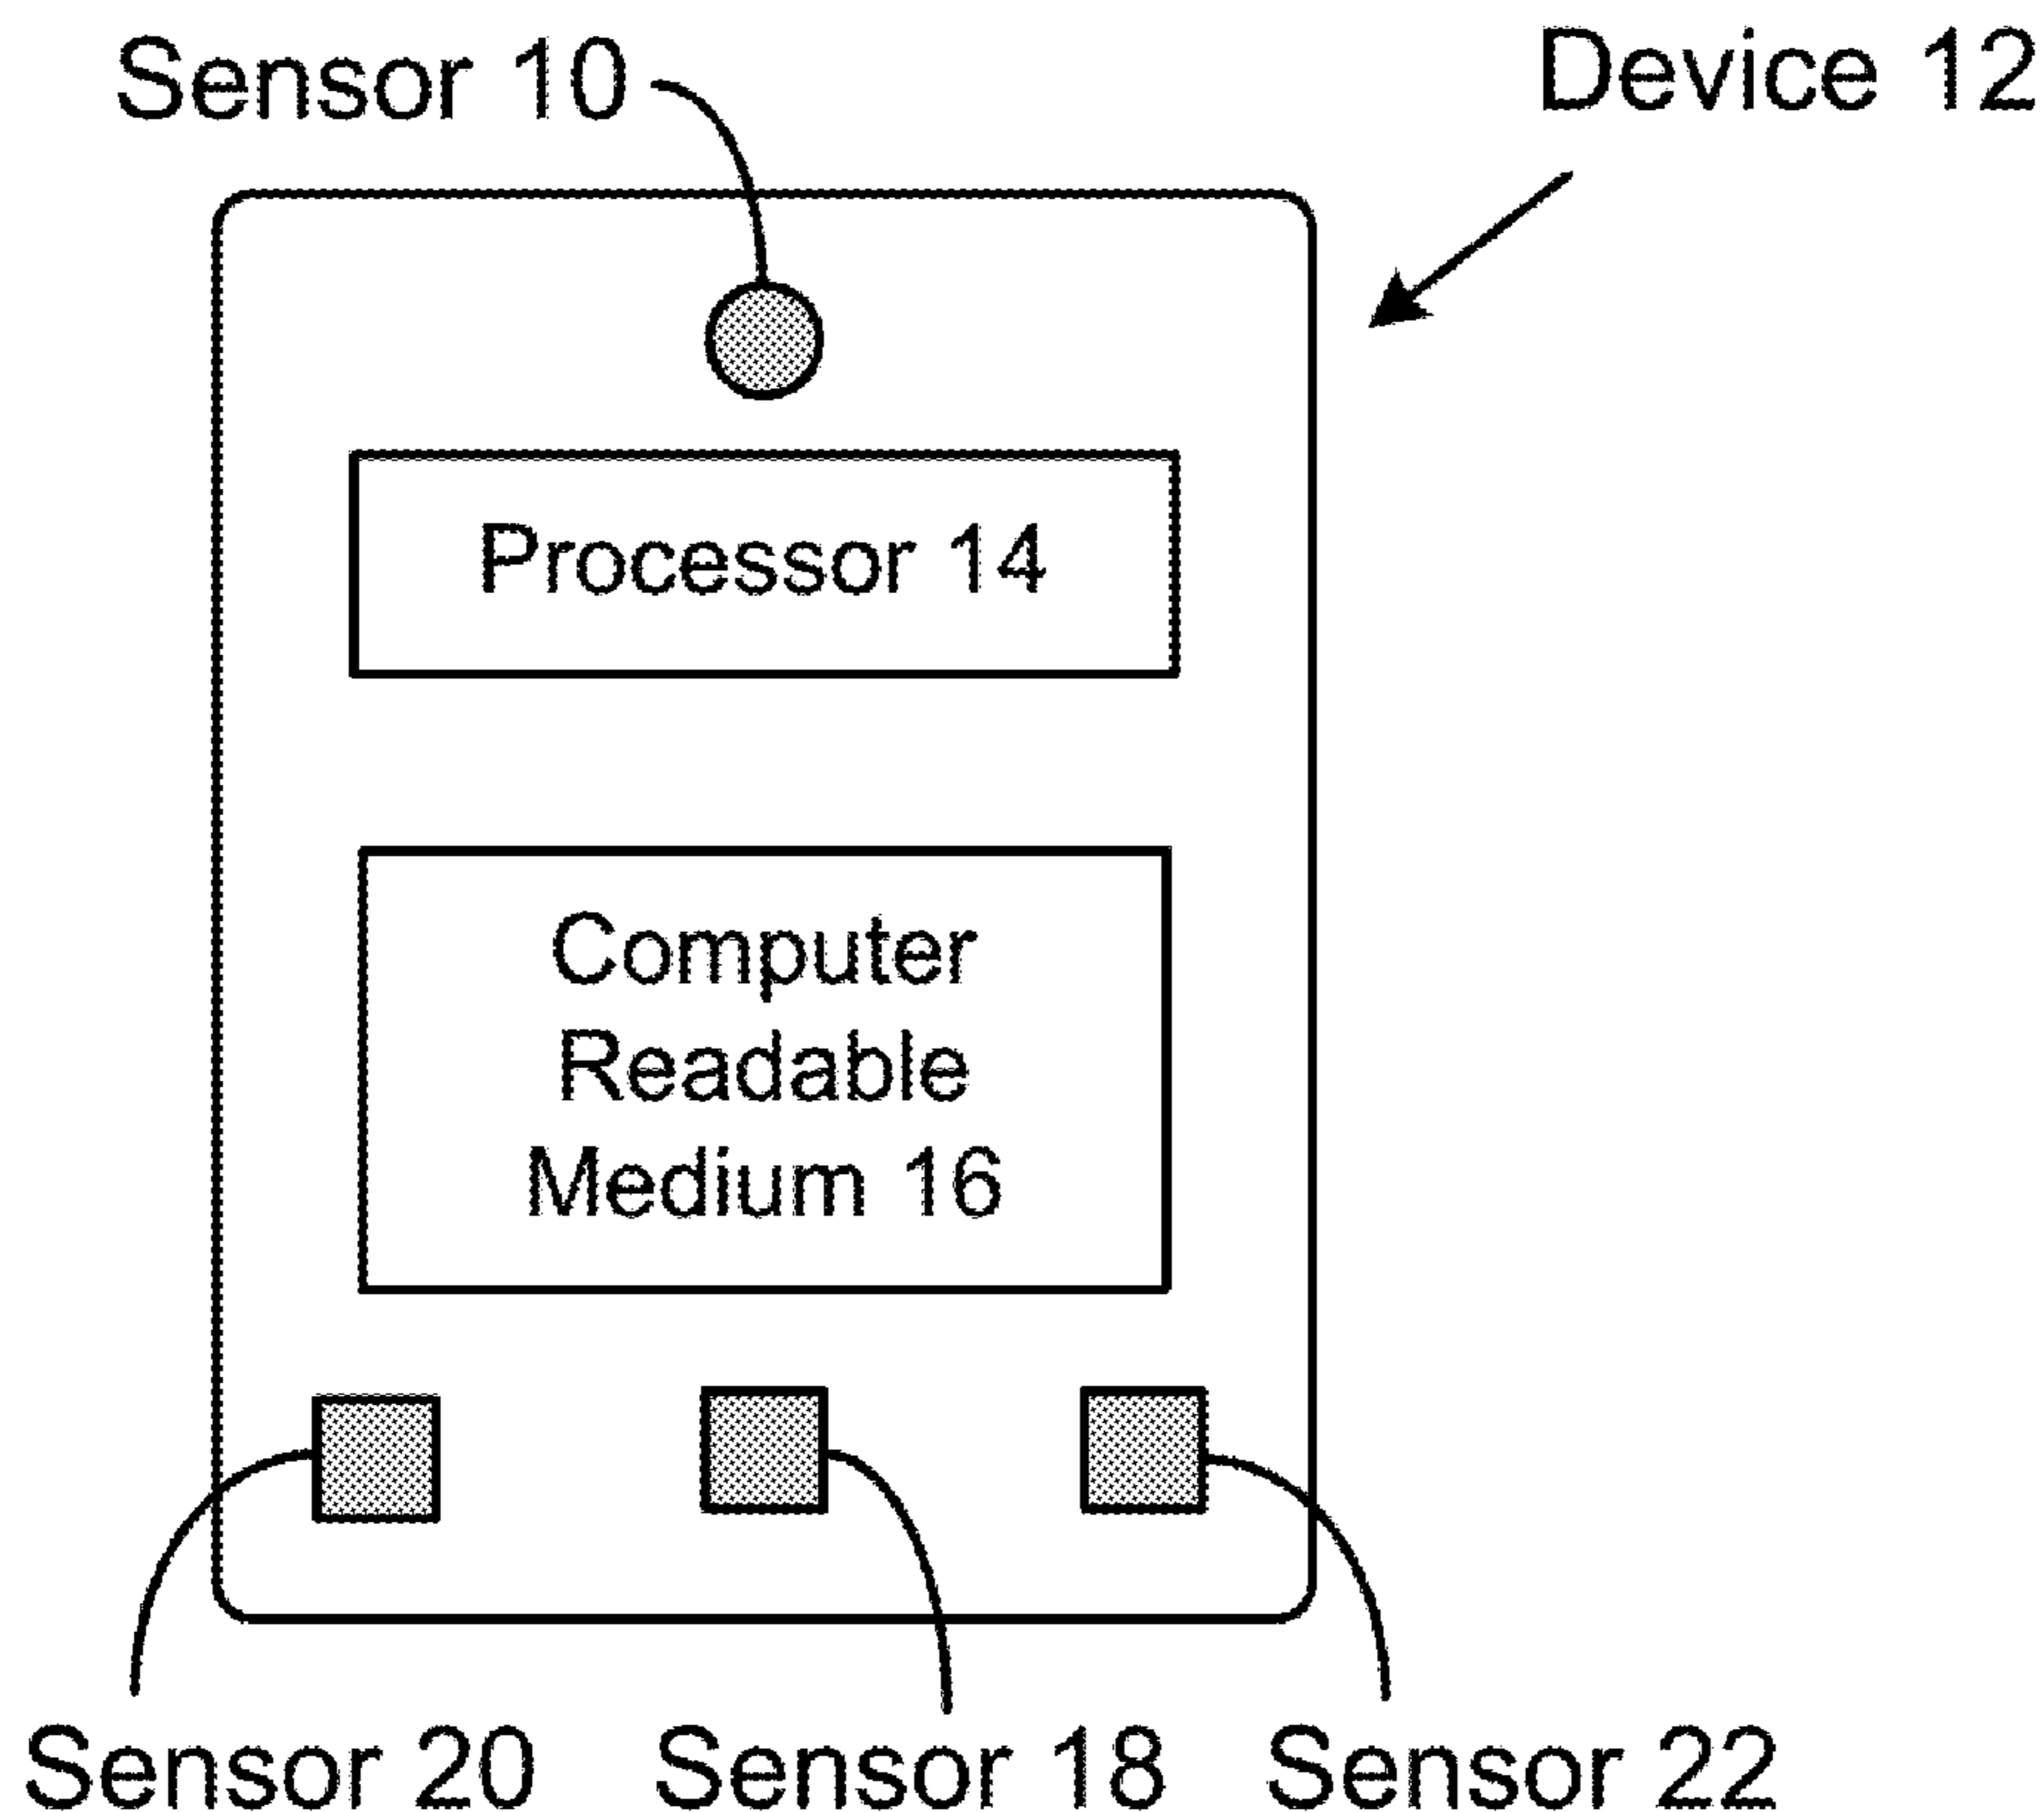 Sensor 10
Device 12
Processor 14
Computer
Readable
Medium 16
Sensor 20
Sensor 18
Sensor 22